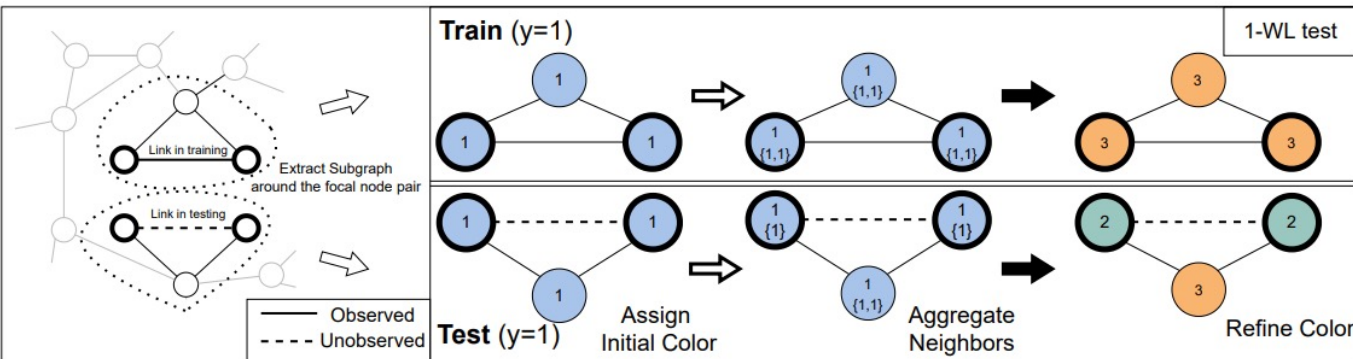 Link in training
Extract Subgraph
around the focal node pair
Link in testing
Observed
Unobserved
Train (y=1)
1-WL test
1
1
1
1
{1,1}
1
{1,1}
1
{1,1}
3
3
3
1
1
1
1
{1}
1
{1}
1
{1,1}
2
2
3
Test (y=1)
Assign
Initial Color
Aggregate
Neighbors
Refine Color